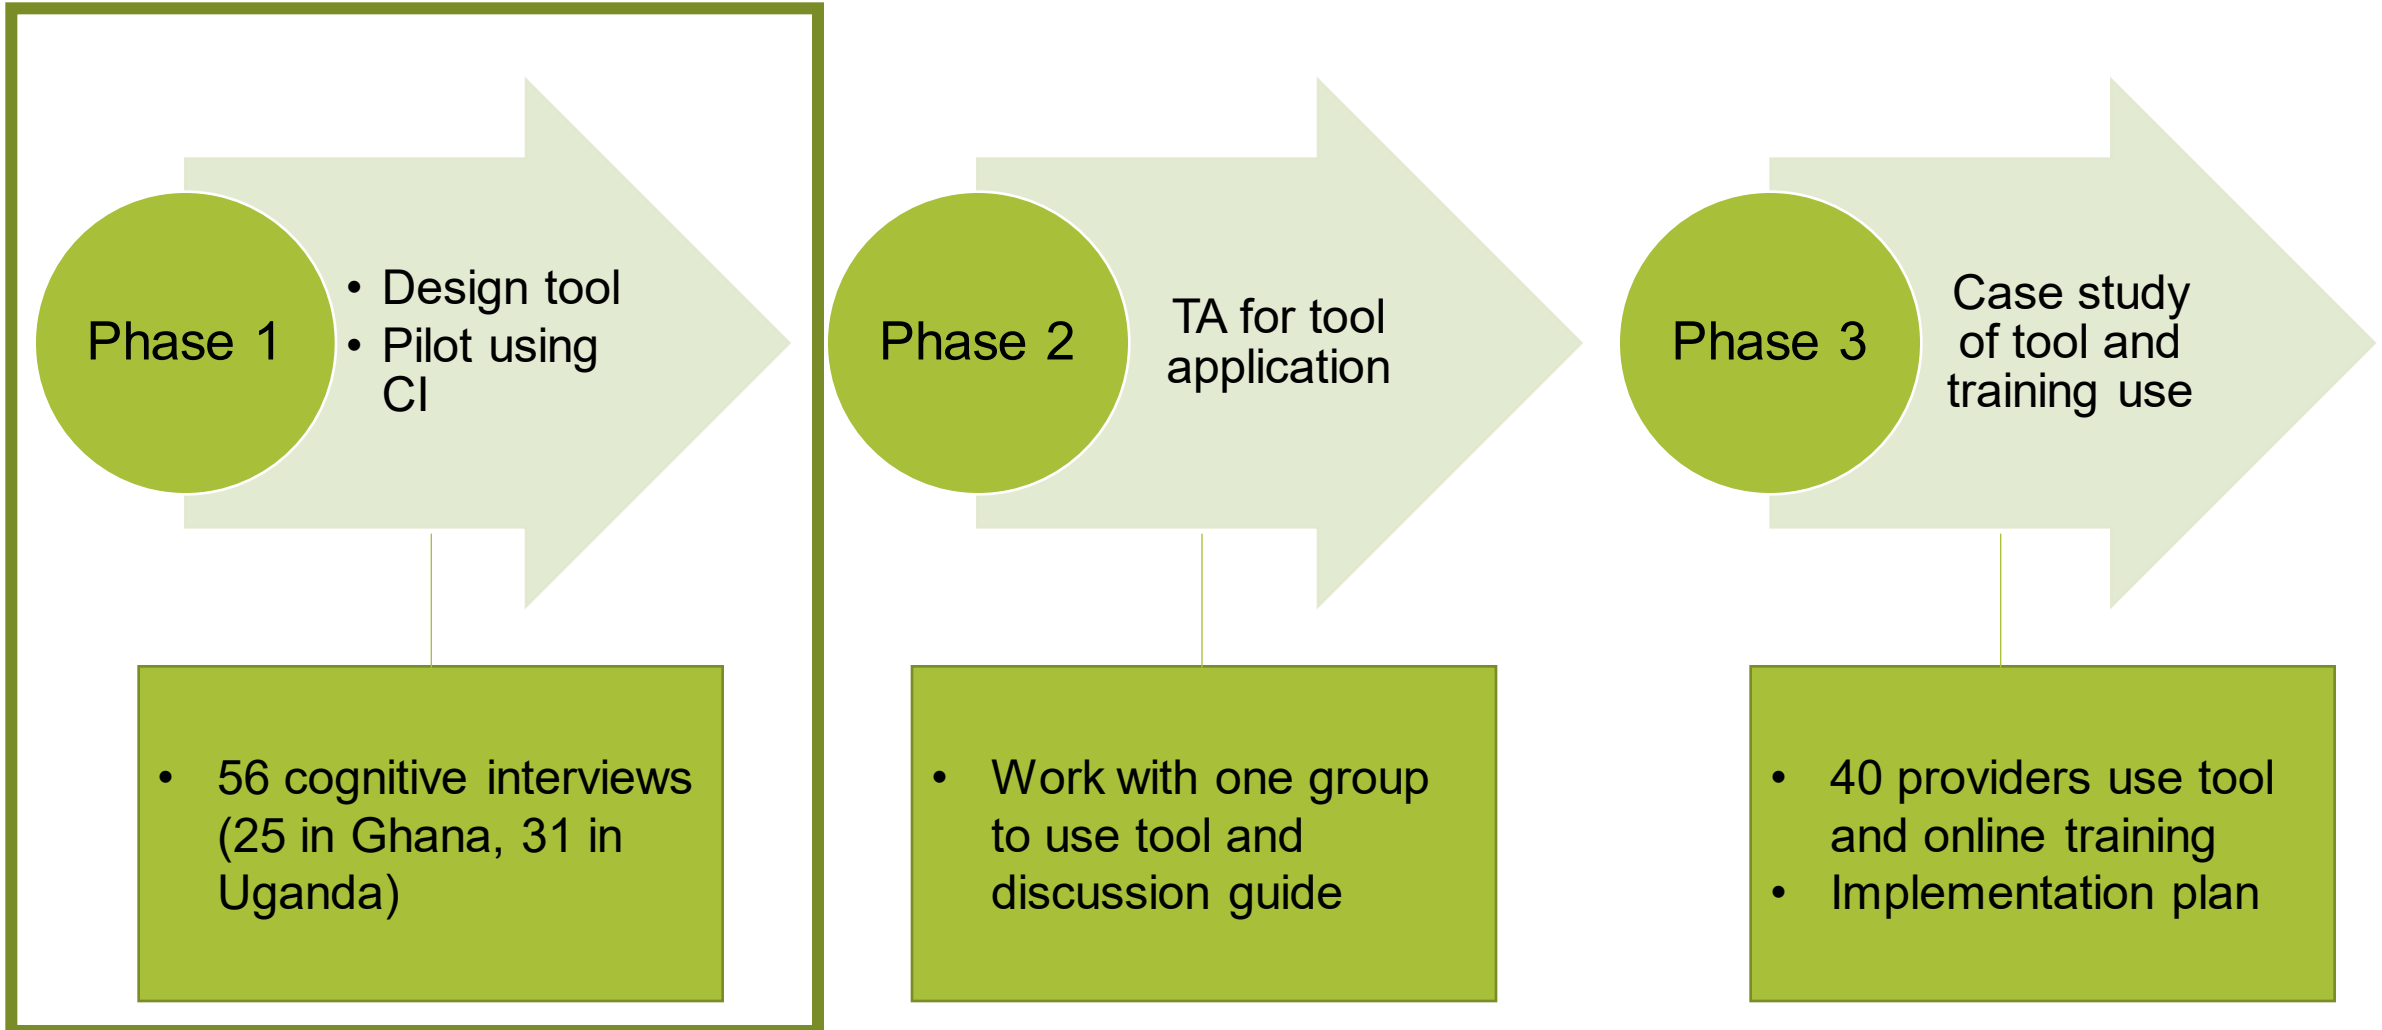 Phase 1
• Design tool
• Pilot using
CI
• 56 cognitive interviews
(25 in Ghana, 31 in
Uganda)
Phase 2
TA for tool
application
• Work with one group
to use tool and
discussion guide
Phase 3
Case study
of tool and
training use
• 40 providers use tool
and online training
• Implementation plan